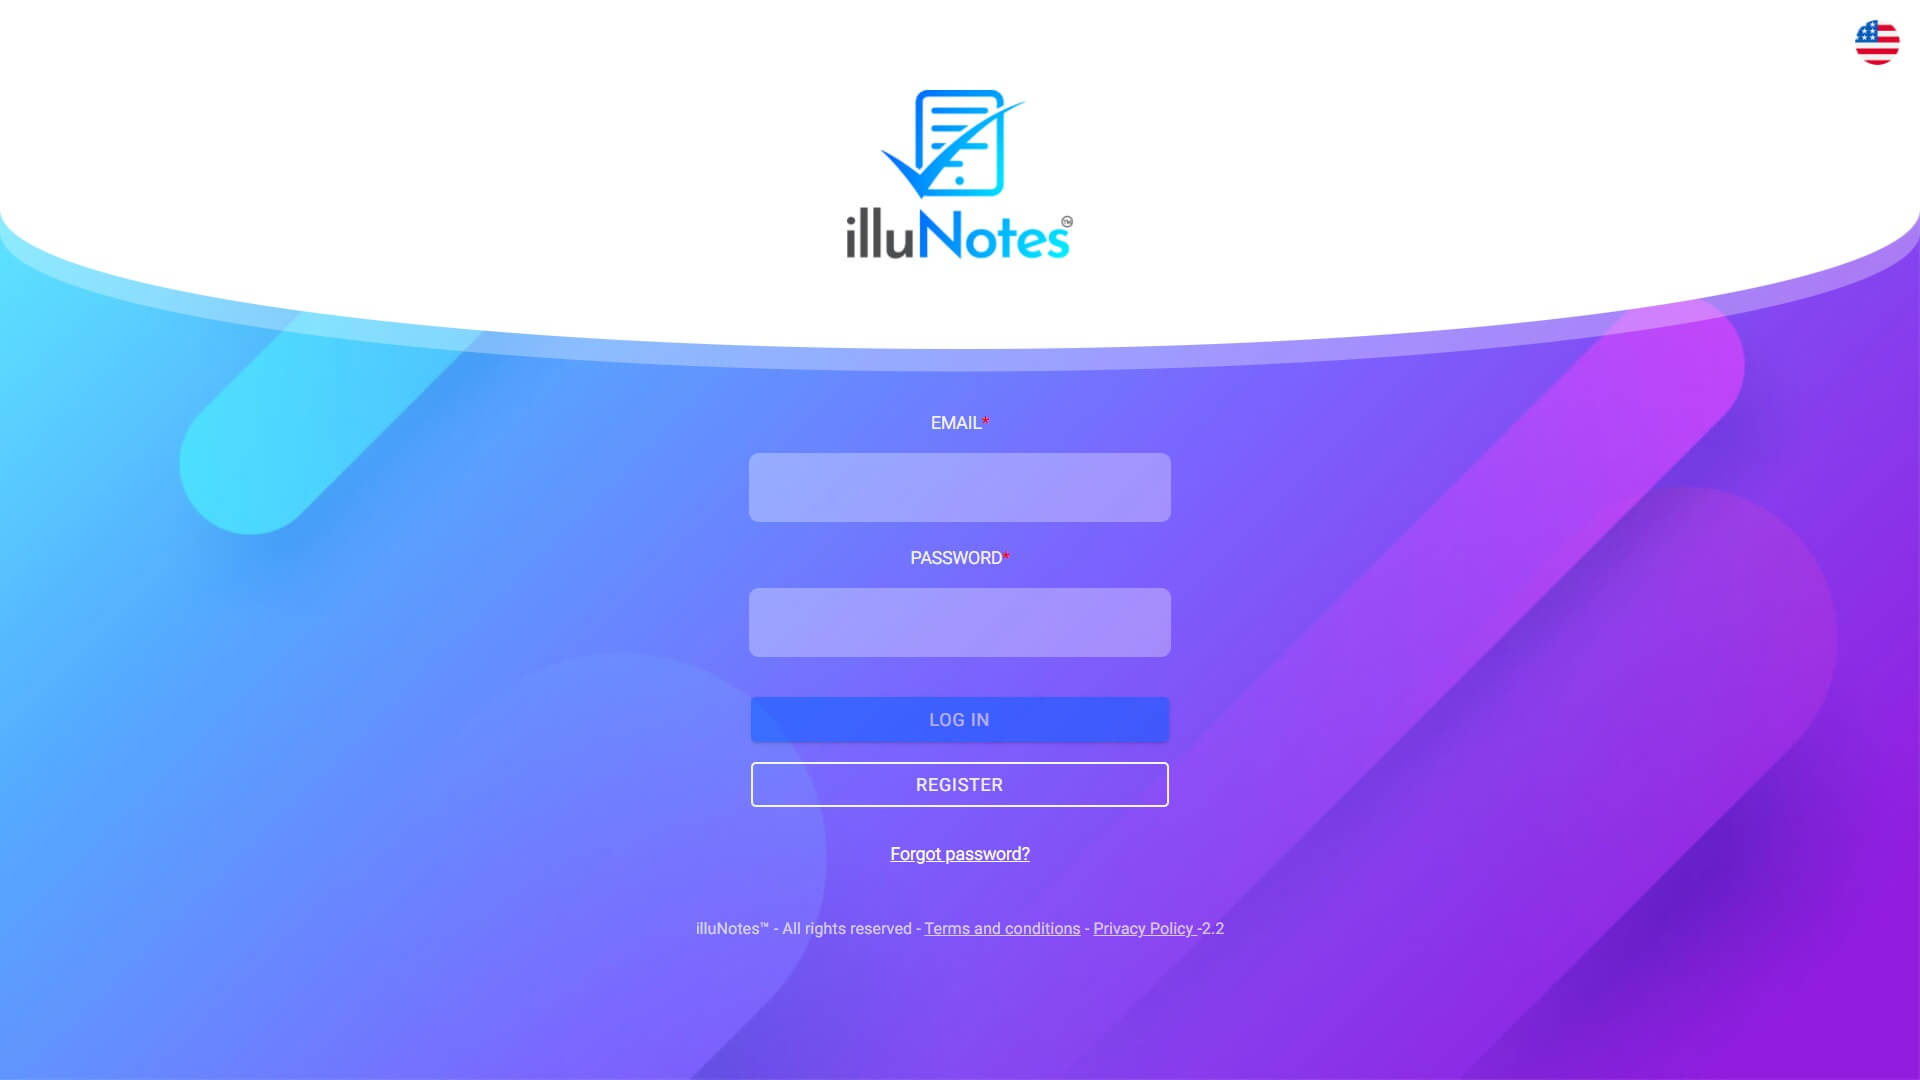 illuNotes™
EMAIL*
PASSWORD*
LOG IN
REGISTER
Forgot password?
illuNotes™ - All rights reserved - Terms and conditions - Privacy Policy -2.2